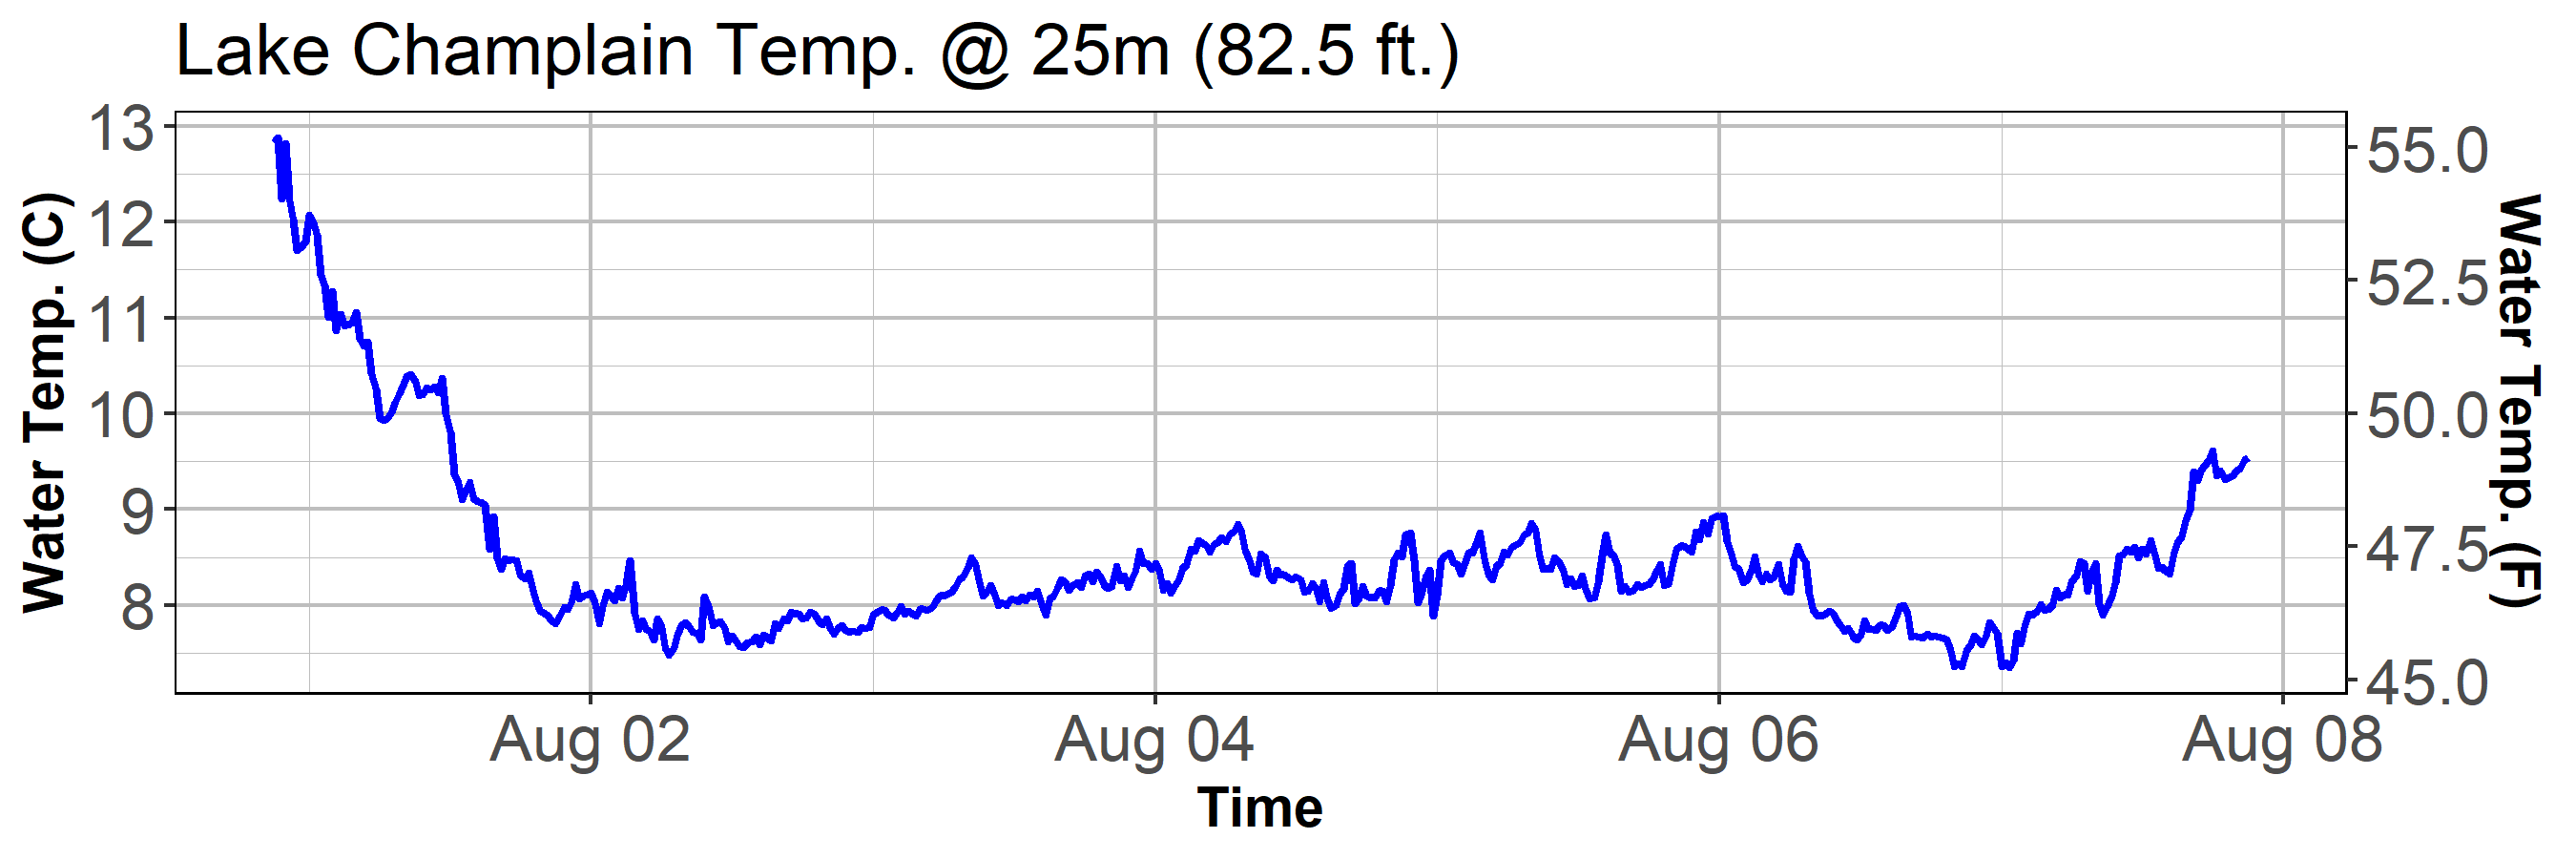 Lake Champlain Temp. @ 25m (82.5 ft.)
Water Temp. (C)
13
12
11
10
9
8
55.0
52.5
50.0
47.5
45.0
Water Temp. (F)
Aug 02 Aug 04 Aug 06 Aug 08
Time